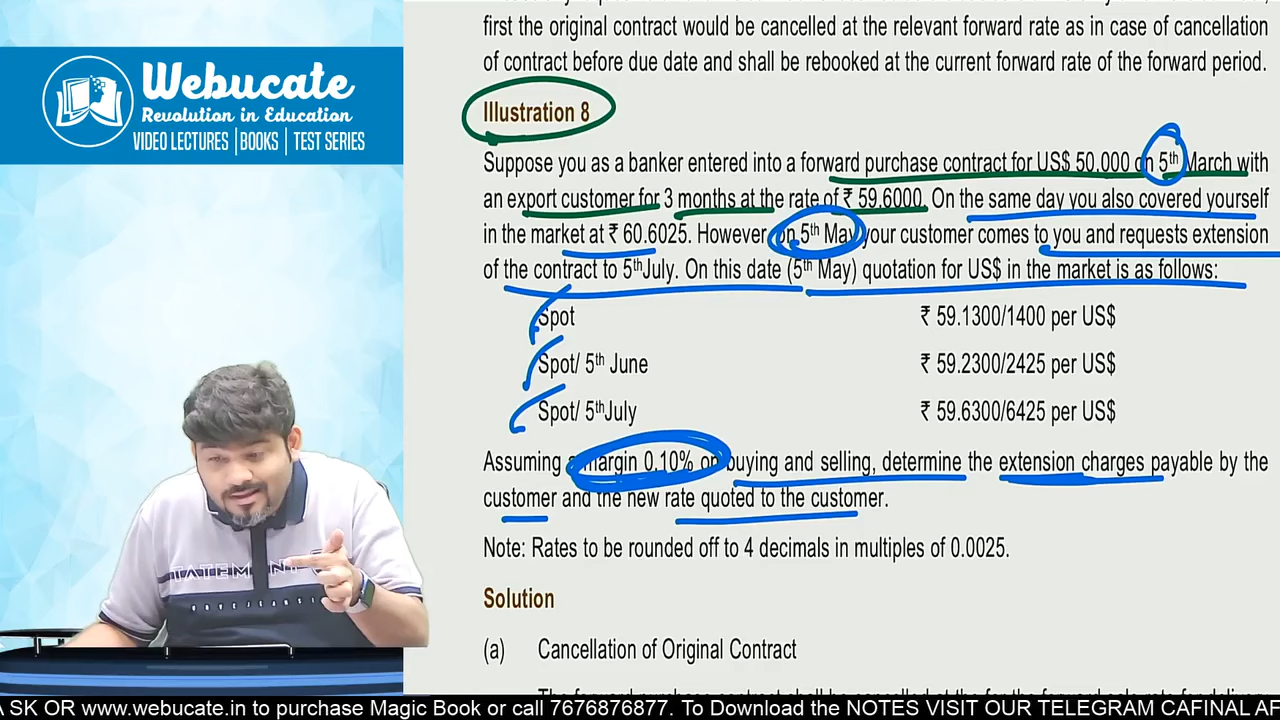 first the original contract would be cancelled at the relevant forward rate as in case of cancellation
of contract before due date and shall be rebooked at the current forward rate of the forward period.
Webucate
Revolution in Education
VIDEO LECTURES | BOOKS | TEST SERIES
Illustration 8
Suppose you as a banker entered into a forward purchase contract for US$ 50,000 on 5th March with
an export customer for 3 months at the rate of ₹ 59.6000. On the same day you also covered yourself
in the market at ₹ 60.6025. However on 5th May your customer comes to you and requests extension
of the contract to 5thJuly. On this date (5th May) quotation for US$ in the market is as follows:
Spot ₹ 59.1300/1400 per US$
Spot/ 5th June ₹ 59.2300/2425 per US$
Spot/ 5thJuly ₹ 59.6300/6425 per US$
Assuming a margin 0.10% on buying and selling, determine the extension charges payable by the
customer and the new rate quoted to the customer.
Note: Rates to be rounded off to 4 decimals in multiples of 0.0025.
Solution
(a) Cancellation of Original Contract
A SK OR www.webucate.in to purchase Magic Book or call 7676876877. To Download the NOTES VISIT OUR TELEGRAM CAFINAL AF